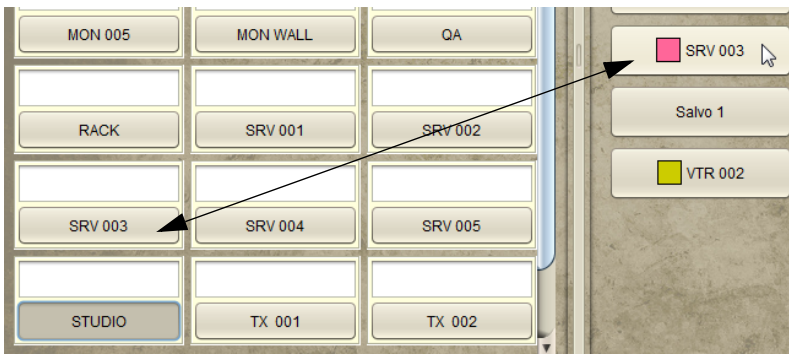 MON 005
MON WALL
QA
RACK
SRV 001
SRV 002
SRV 003
SRV 004
SRV 005
STUDIO
TX 001
TX 002
SRV 003
Salvo 1
VTR 002